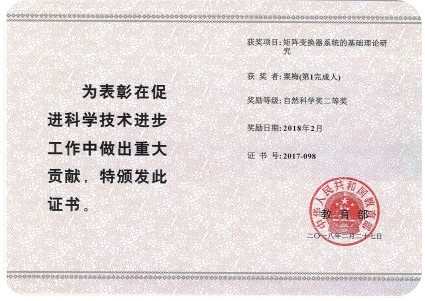 为表彰在促
进科学技术进步
工作中做出重大
贡献，特颁发此
证书。
获奖项目:矩阵变换器系统的基础理论研
究
获 奖 者:粟梅(第1完成人)
奖励等级:自然科学奖二等奖
奖励日期:2018年2月
证 书 号:2017-098
中华人民共和国教育部
教育部
二〇一八年二月二十七日